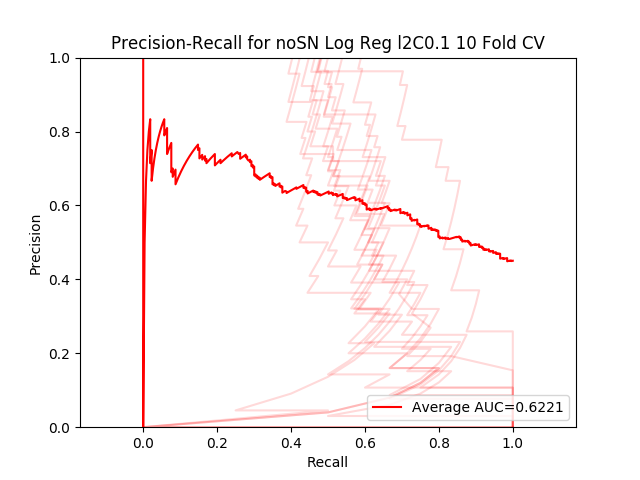 Precision-Recall for noSN Log Reg l2C0.1 10 Fold CV
1.0
0.8
0.6
0.4
0.2
0.0
Precision
0.0 0.2 0.4 0.6 0.8 1.0
Recall
Average AUC=0.6221